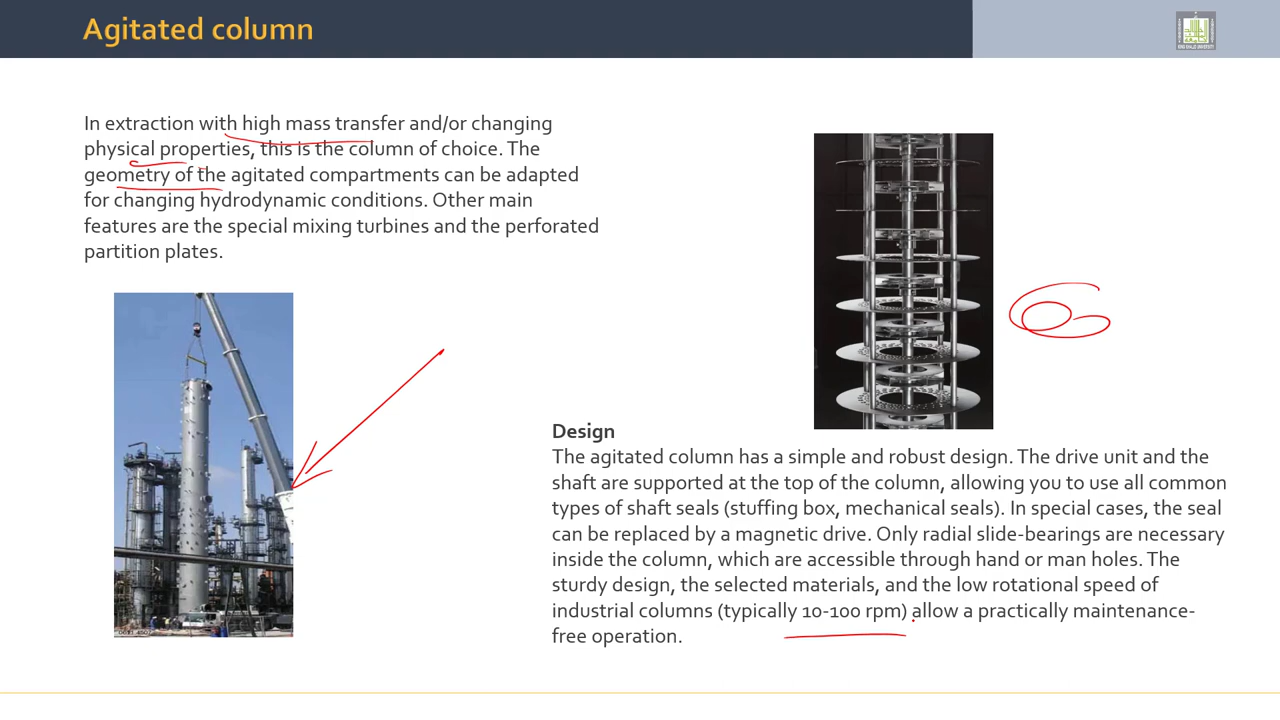 Agitated column
In extraction with high mass transfer and/or changing
physical properties, this is the column of choice. The
geometry of the agitated compartments can be adapted
for changing hydrodynamic conditions. Other main
features are the special mixing turbines and the perforated
partition plates.
Design
The agitated column has a simple and robust design. The drive unit and the
shaft are supported at the top of the column, allowing you to use all common
types of shaft seals (stuffing box, mechanical seals). In special cases, the seal
can be replaced by a magnetic drive. Only radial slide-bearings are necessary
inside the column, which are accessible through hand or man holes. The
sturdy design, the selected materials, and the low rotational speed of
industrial columns (typically 10-100 rpm) allow a practically maintenance-
free operation.